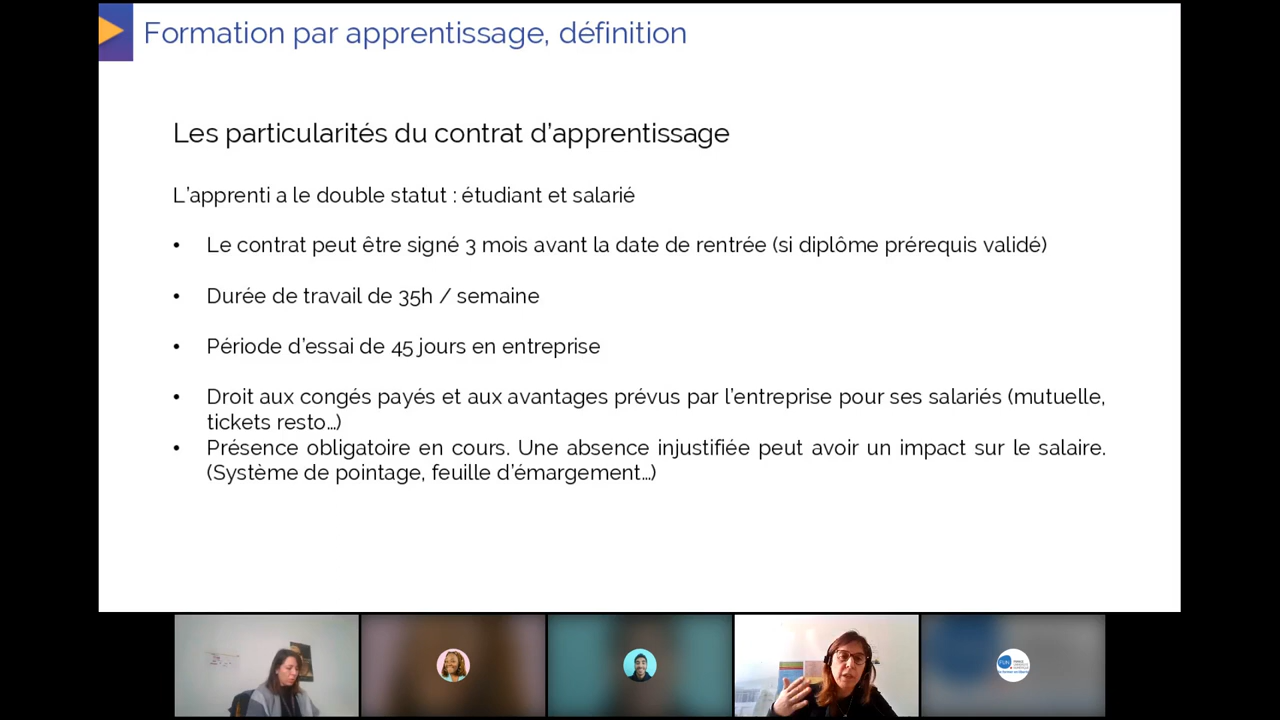 Formation par apprentissage, définition
Les particularités du contrat d'apprentissage
L'apprenti a le double statut : étudiant et salarié
• Le contrat peut être signé 3 mois avant la date de rentrée (si diplôme prérequis validé)
• Durée de travail de 35h / semaine
• Période d'essai de 45 jours en entreprise
• Droit aux congés payés et aux avantages prévus par l'entreprise pour ses salariés (mutuelle,
tickets resto…)
• Présence obligatoire en cours. Une absence injustifiée peut avoir un impact sur le salaire.
(Système de pointage, feuille d'émargement…)
FUN